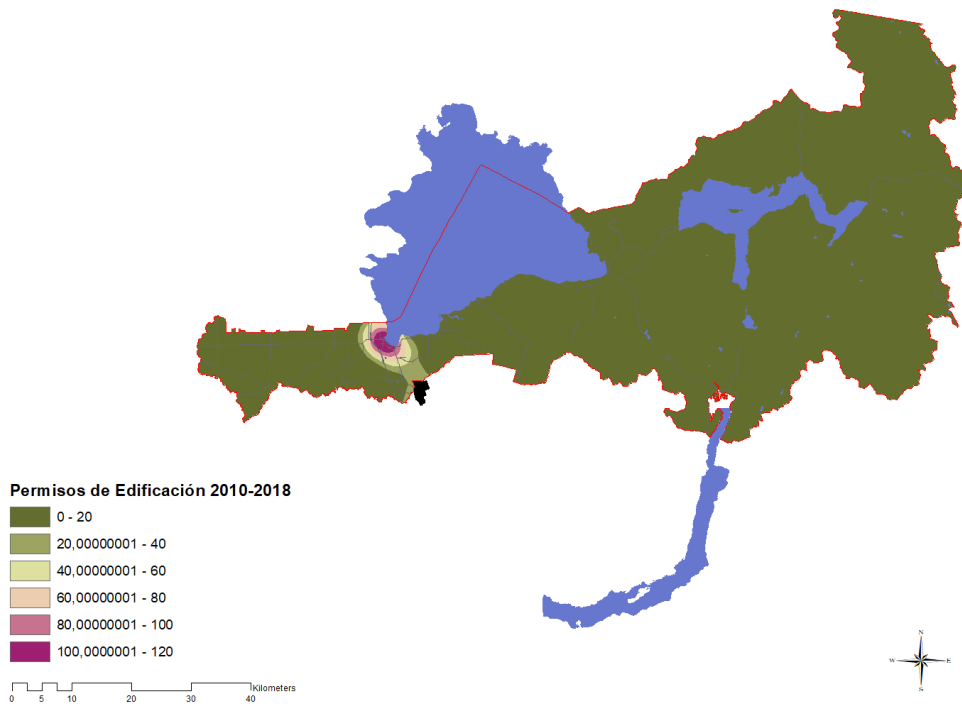 Permisos de Edificación 2010-2018
0 - 20
20,00000001 - 40
40,00000001 - 60
60,00000001 - 80
80,00000001 - 100
100,0000001 - 120
Kilometers
0 5 10 20 30 40
N
W E
S